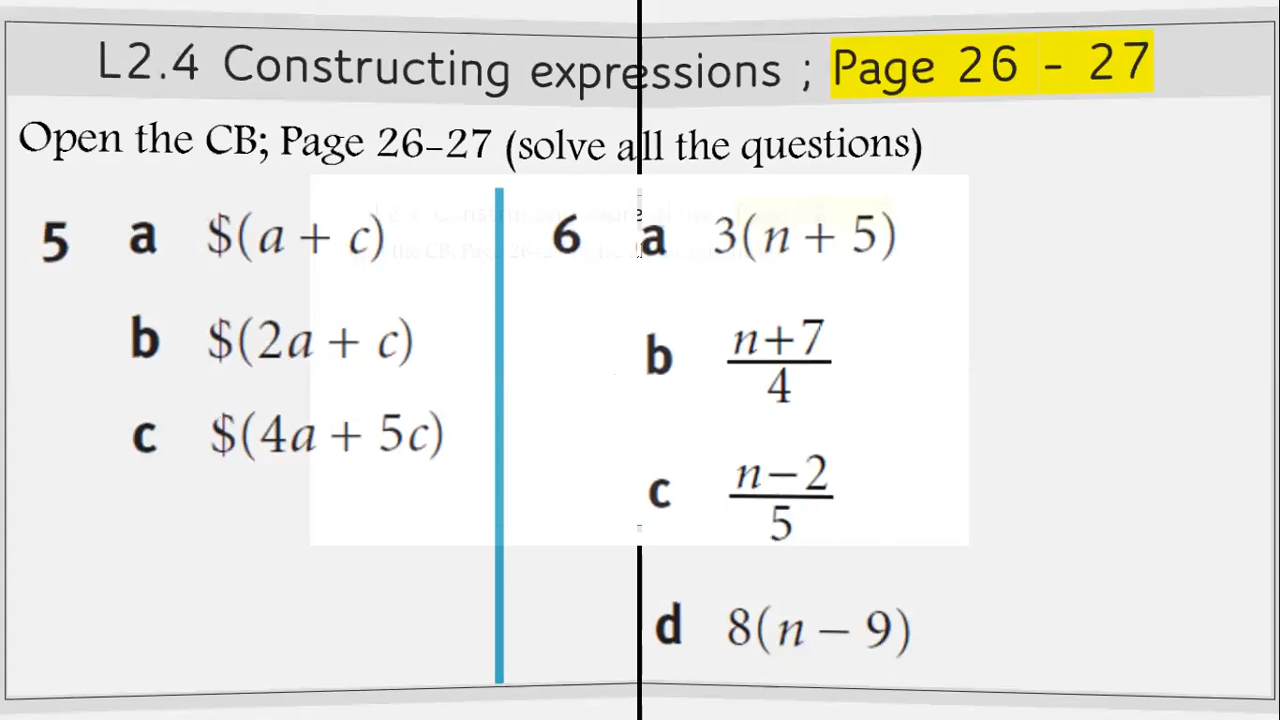 L2.4 Constructing expressions ; Page 26 - 27
Open the CB; Page 26-27 (solve all the questions)
5 a $(a + c)
b $(2a + c)
c $(4a + 5c)
6 a 3(n + 5)
b n+7
4
c n−2
5
d 8(n − 9)